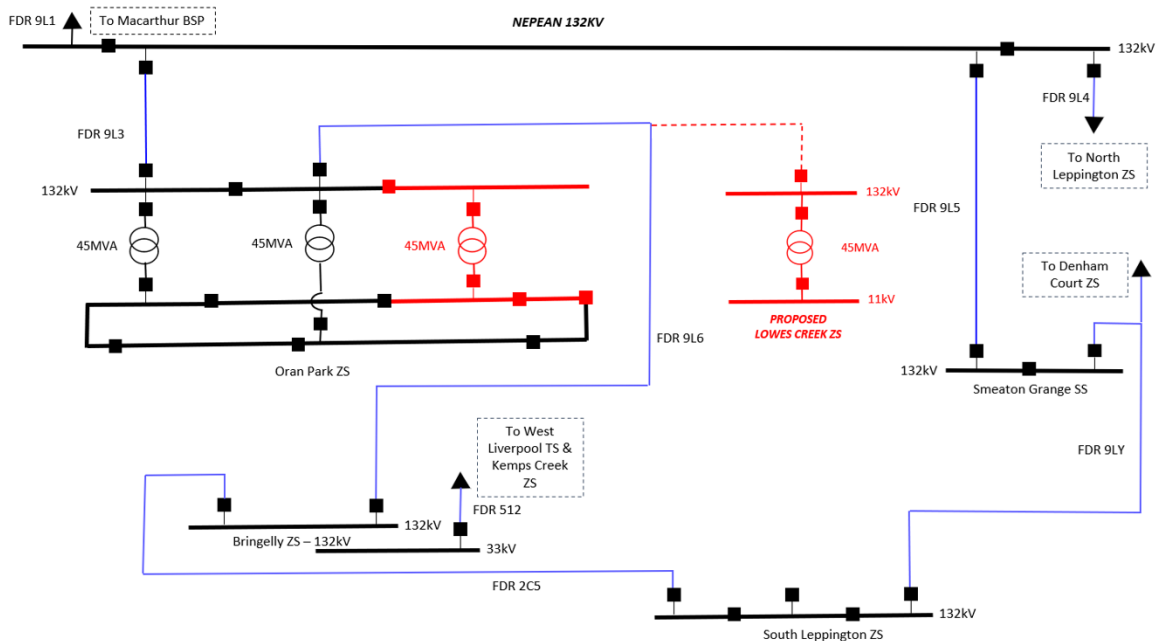 FDR 9L1
To Macarthur BSP
NEPEAN 132KV
132kV
FDR 9L3
FDR 9L4
To North
Leppington ZS
132kV
132kV
FDR 9L5
45MVA
45MVA
45MVA
45MVA
To Denham
Court ZS
11kV
PROPOSED
LOWES CREEK ZS
FDR 9L6
Oran Park ZS
132kV
Smeaton Grange SS
To West
Liverpool TS &
Kemps Creek
ZS
FDR 9LY
FDR 512
132kV
Bringelly ZS – 132kV
33kV
FDR 2C5
132kV
South Leppington ZS